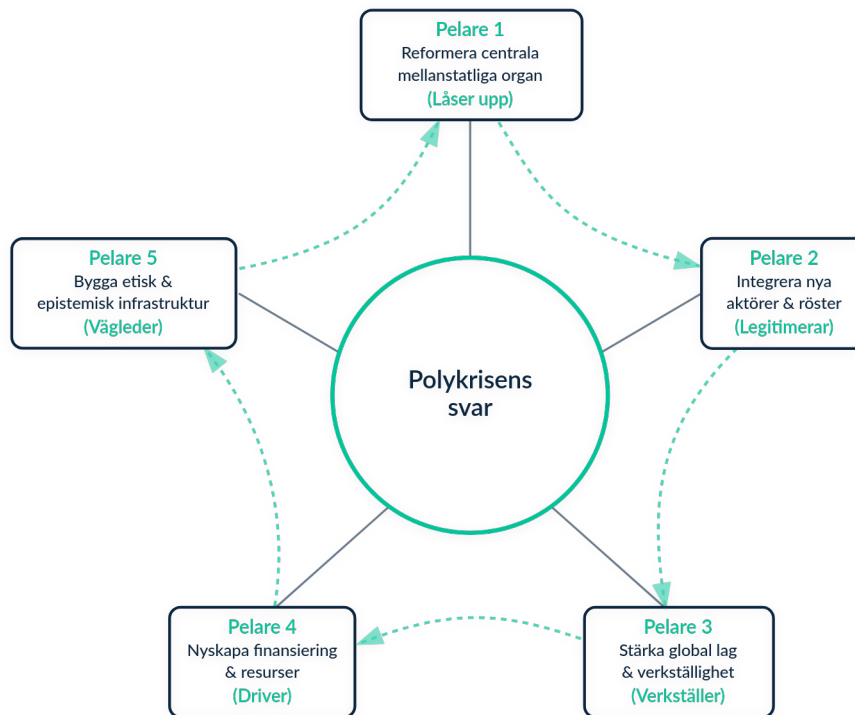 Pelare 1
Reformera centrala
mellanstatliga organ
(Låser upp)
Pelare 5
Bygga etisk &
epistemisk infrastruktur
(Vägleder)
Pelare 2
Integrera nya
aktörer & röster
(Legitimerar)
Polykrisens
svar
Pelare 4
Nyskapa finansiering
& resurser
(Driver)
Pelare 3
Stärka global lag
& verkställighet
(Verkställer)